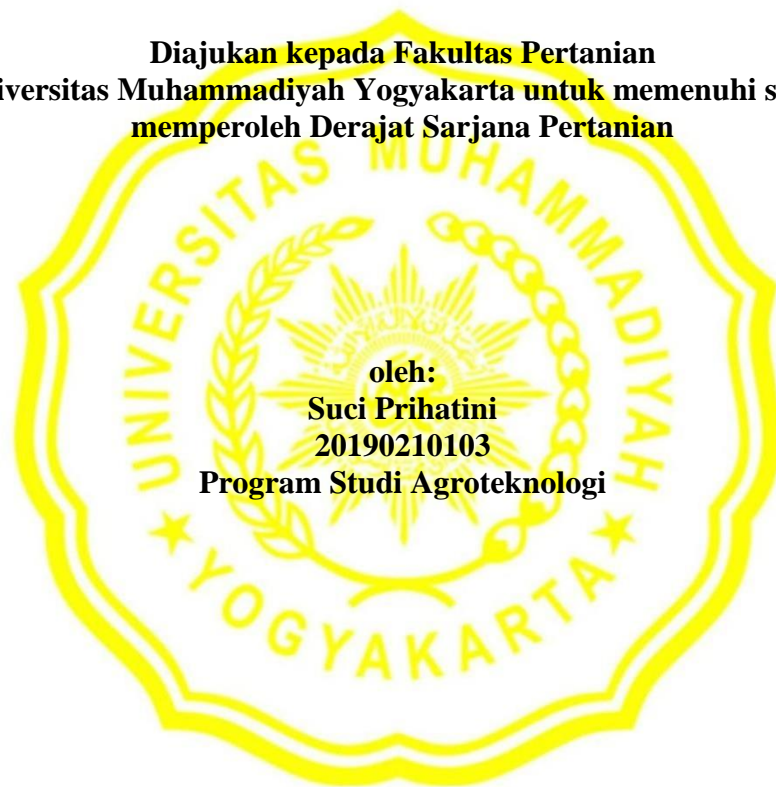 Diajukan kepada Fakultas Pertanian
iversitas Muhammadiyah Yogyakarta untuk memenuhi s
memperoleh Derajat Sarjana Pertanian
UNIVERSITAS MUHAMMADIYAH
oleh:
Suci Prihatini
20190210103
Program Studi Agroteknologi
★ YOGYAKARTA ★